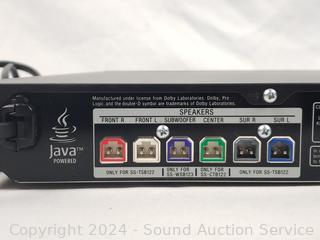 Manufactured under license from Dolby Laboratories. Dolby, Pro
Logic, and the double-D symbol are trademarks of Dolby Laboratories.
SPEAKERS
FRONT R FRONT L SUBWOOFER CENTER SUR R SUR L
Java™
POWERED
ONLY FOR SS-TSB122 ONLY FOR SS-WSB123 ONLY FOR SS-CTB122 ONLY FOR SS-TSB122
Copyright 2024 - Sound Auction Service